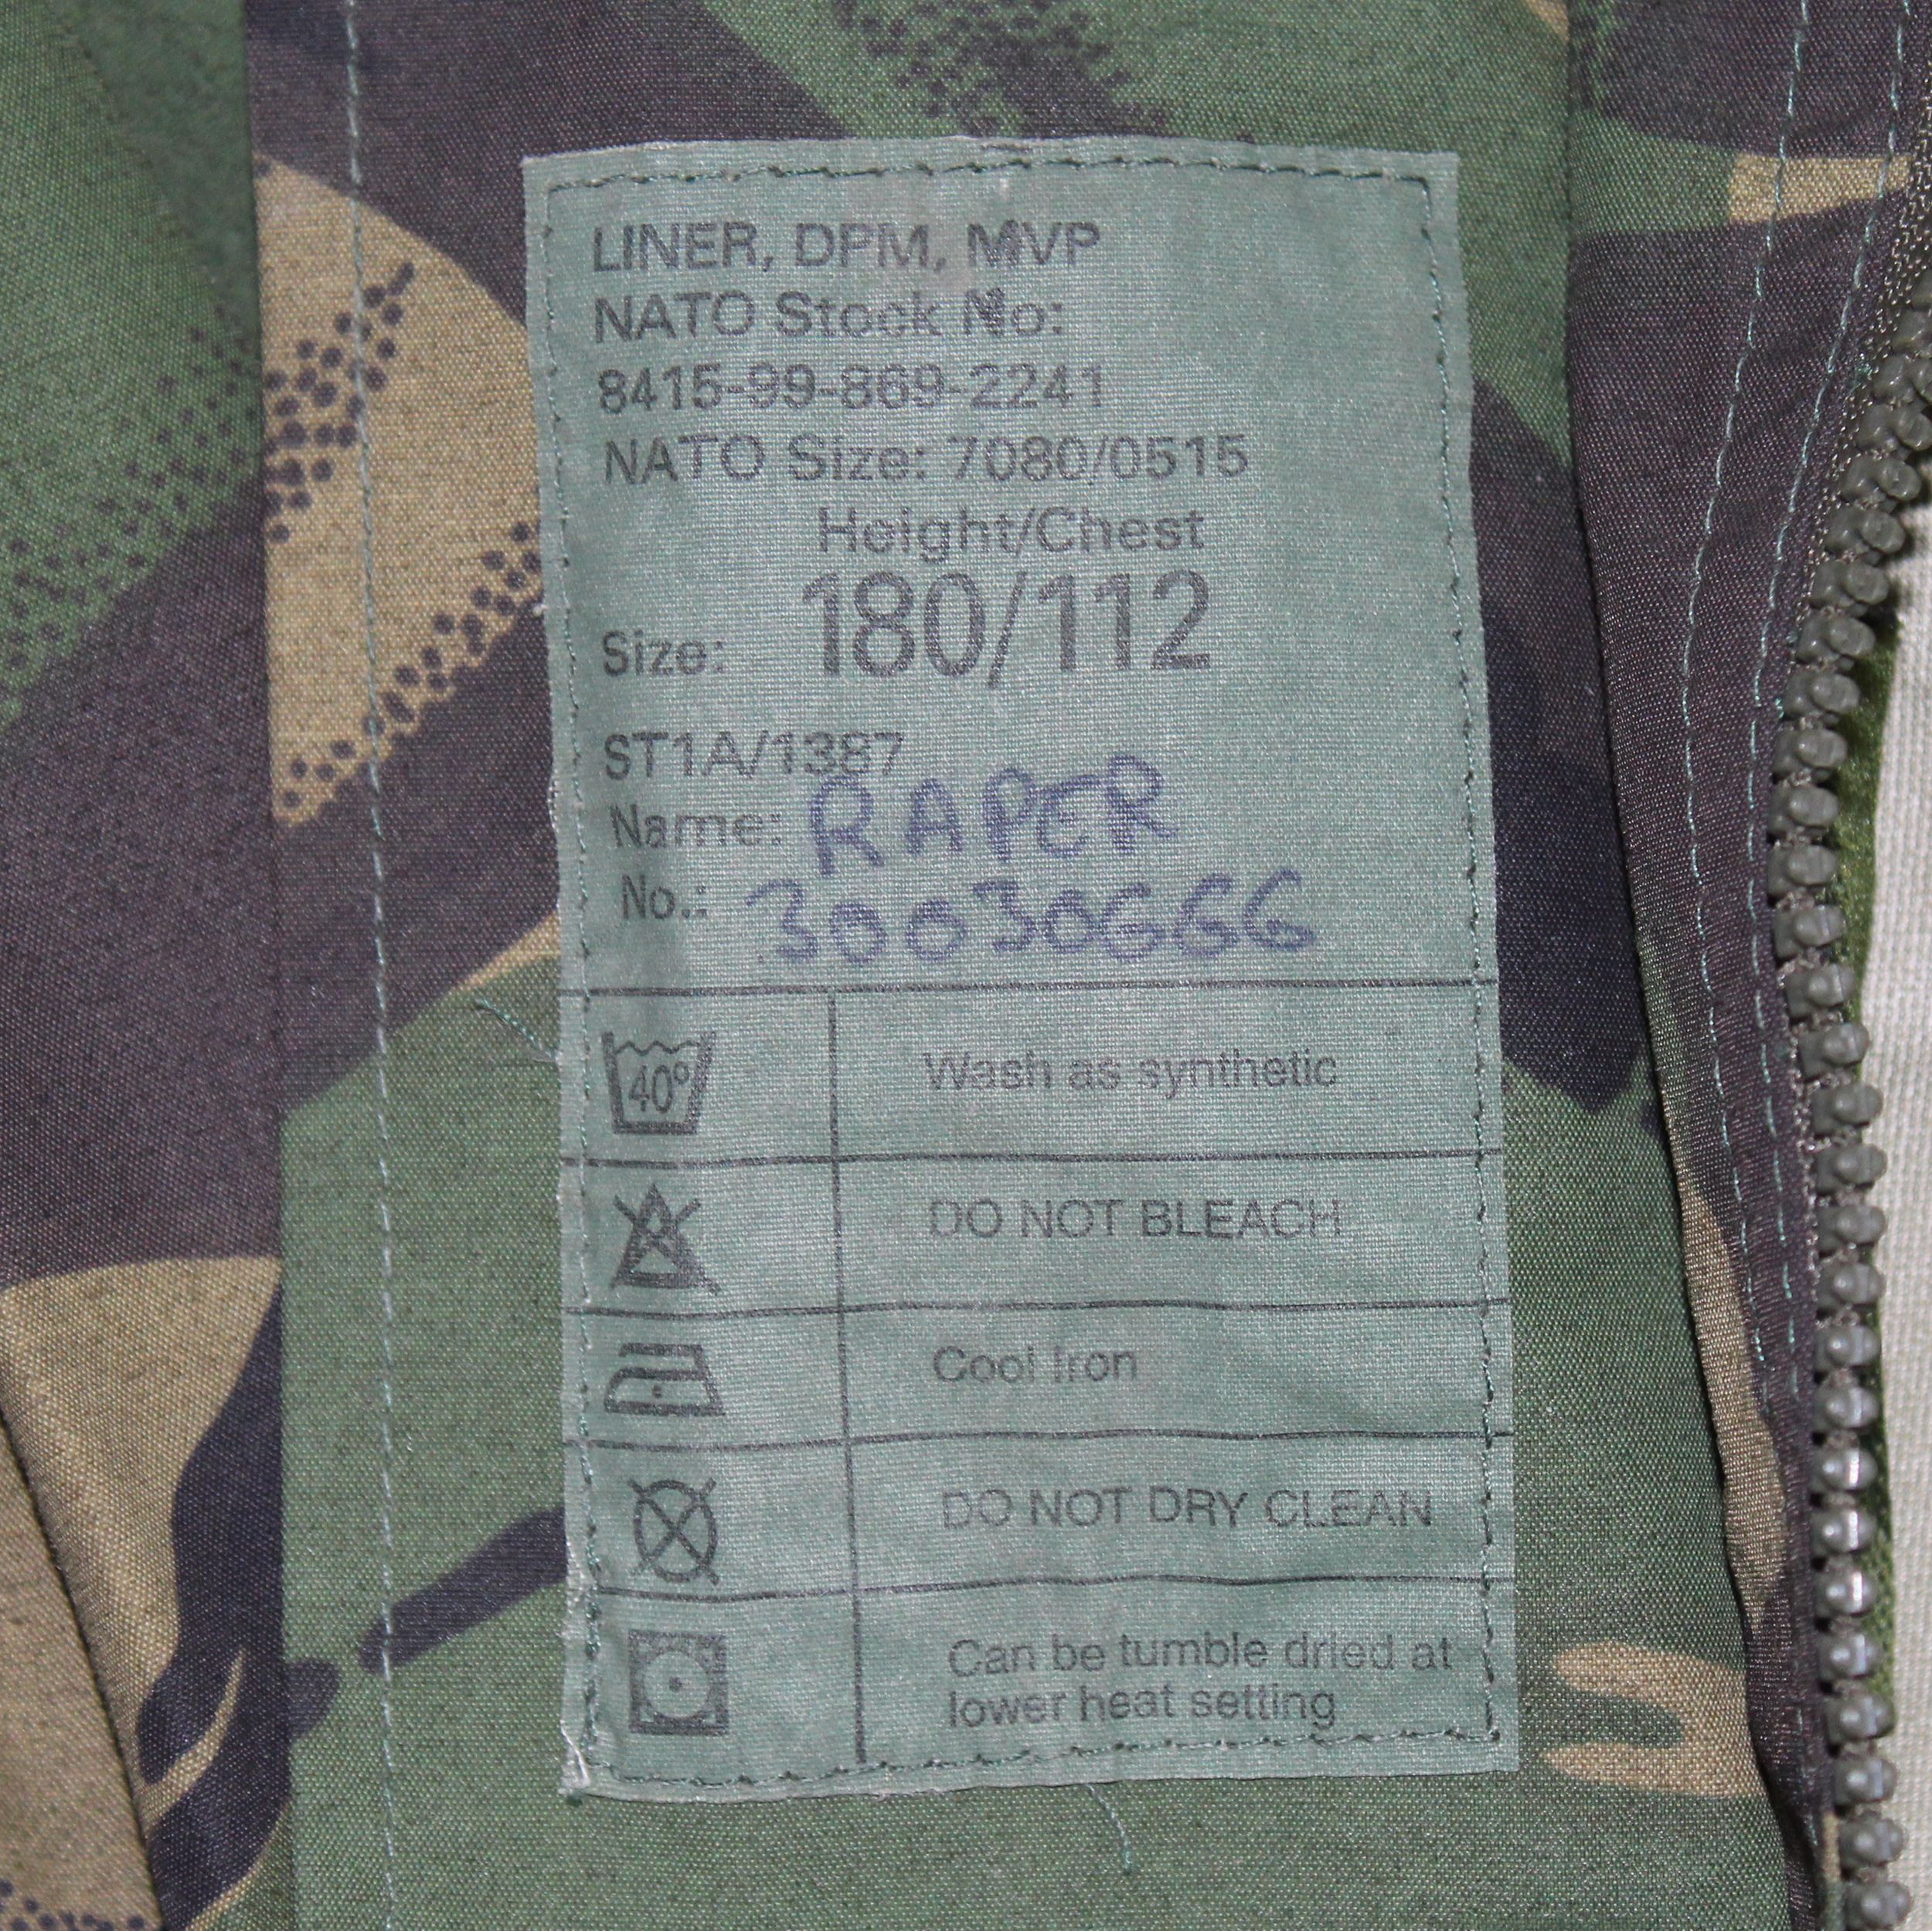 LINER, DPM, MVP
NATO Stock No:
8415-99-869-2241
NATO Size: 7080/0515
Height/Chest
Size: 180/112
ST1A/1387
Name: RAPER
No.: 30030666
40° Wash as synthetic
DO NOT BLEACH
Cool Iron
DO NOT DRY CLEAN
Can be tumble dried at
lower heat setting